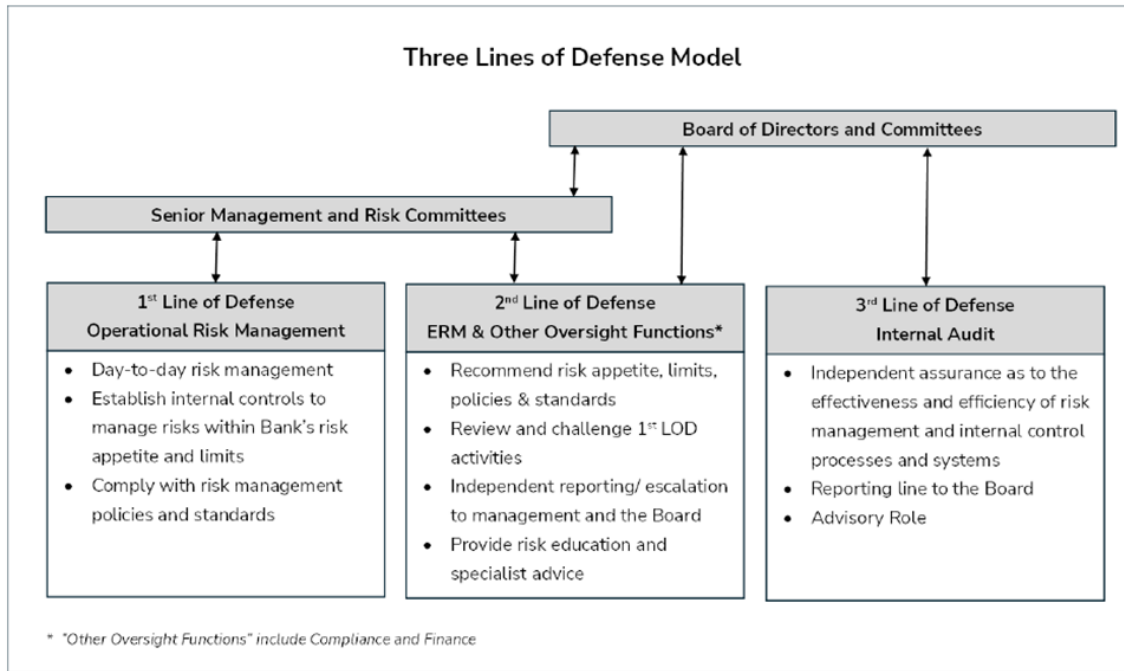 Three Lines of Defense Model
Board of Directors and Committees
Senior Management and Risk Committees
1st Line of Defense
Operational Risk Management
• Day-to-day risk management
• Establish internal controls to
manage risks within Bank's risk
appetite and limits
• Comply with risk management
policies and standards
2nd Line of Defense
ERM & Other Oversight Functions*
• Recommend risk appetite, limits,
policies & standards
• Review and challenge 1st LOD
activities
• Independent reporting/ escalation
to management and the Board
• Provide risk education and
specialist advice
3rd Line of Defense
Internal Audit
• Independent assurance as to the
effectiveness and efficiency of risk
management and internal control
processes and systems
• Reporting line to the Board
• Advisory Role
* "Other Oversight Functions" include Compliance and Finance